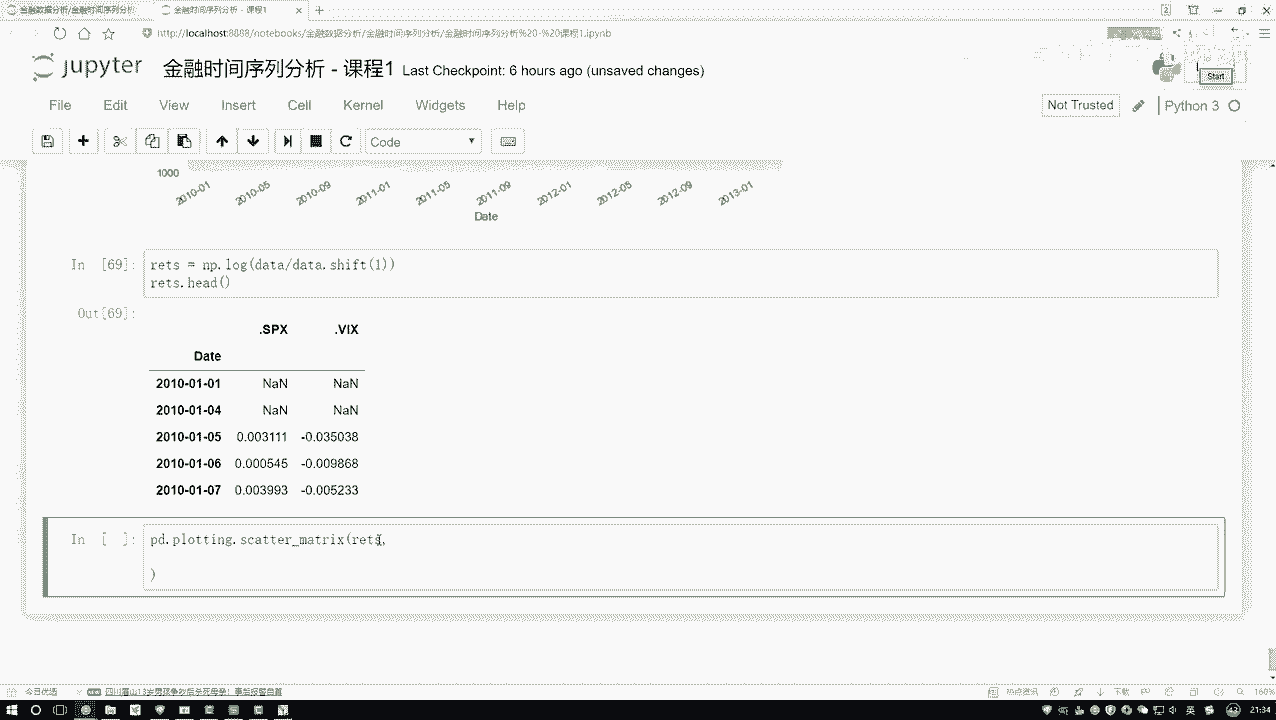 金融数据分析/金融时间序列分析
金融时间序列分析 - 课程1
http://localhost:8888/notebooks/金融数据分析/金融时间序列分析/金融时间序列分析%20-%20课程1.ipynb
jupyter 金融时间序列分析 - 课程1 Last Checkpoint: 6 hours ago (unsaved changes)
Start
File Edit View Insert Cell Kernel Widgets Help
Not Trusted Python 3
Code
1000
2010-01 2010-05 2010-09 2011-01 2011-05 2011-09 2012-01 2012-05 2012-09 2013-01
Date
In [69]: rets = np.log(data/data.shift(1))
rets.head()
Out[69]:
.SPX .VIX
Date
2010-01-01 NaN NaN
2010-01-04 NaN NaN
2010-01-05 0.003111 -0.035038
2010-01-06 0.000545 -0.009868
2010-01-07 0.003993 -0.005233
In [ ]: pd.plotting.scatter_matrix(rets,
)
今日优选
热点资讯 下载 160%
英 21:34